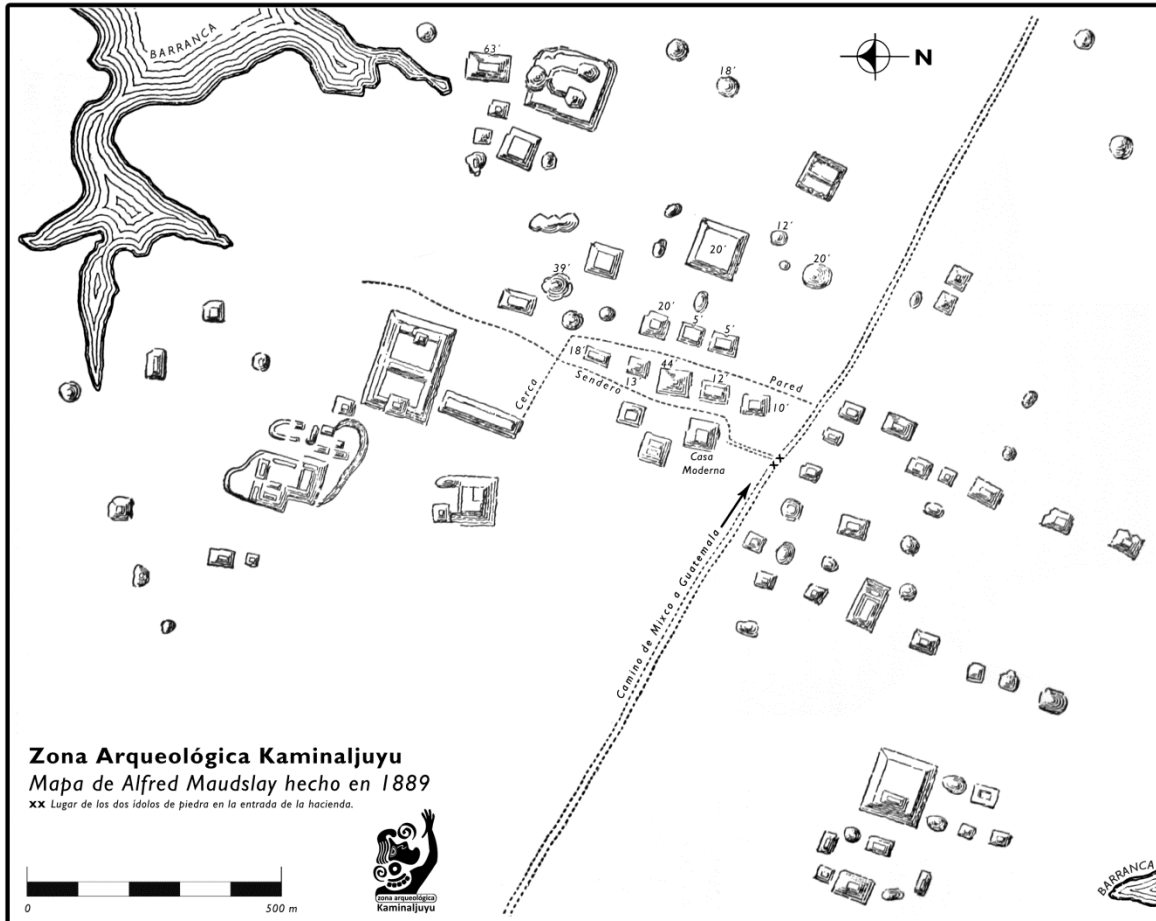 BARRANCA
63'
N
18'
12'
20'
20'
39'
20'
5'
5'
18'
13'
44'
12'
10'
Pared
Cerca
Sendero
Casa
Moderna
xx
Camino de Mixco a Guatemala
Zona Arqueológica Kaminaljuyu
Mapa de Alfred Maudslay hecho en 1889
xx Lugar de los dos ídolos de piedra en la entrada de la hacienda.
zona arqueológica
Kaminaljuyu
0 500 m
BARRANCA